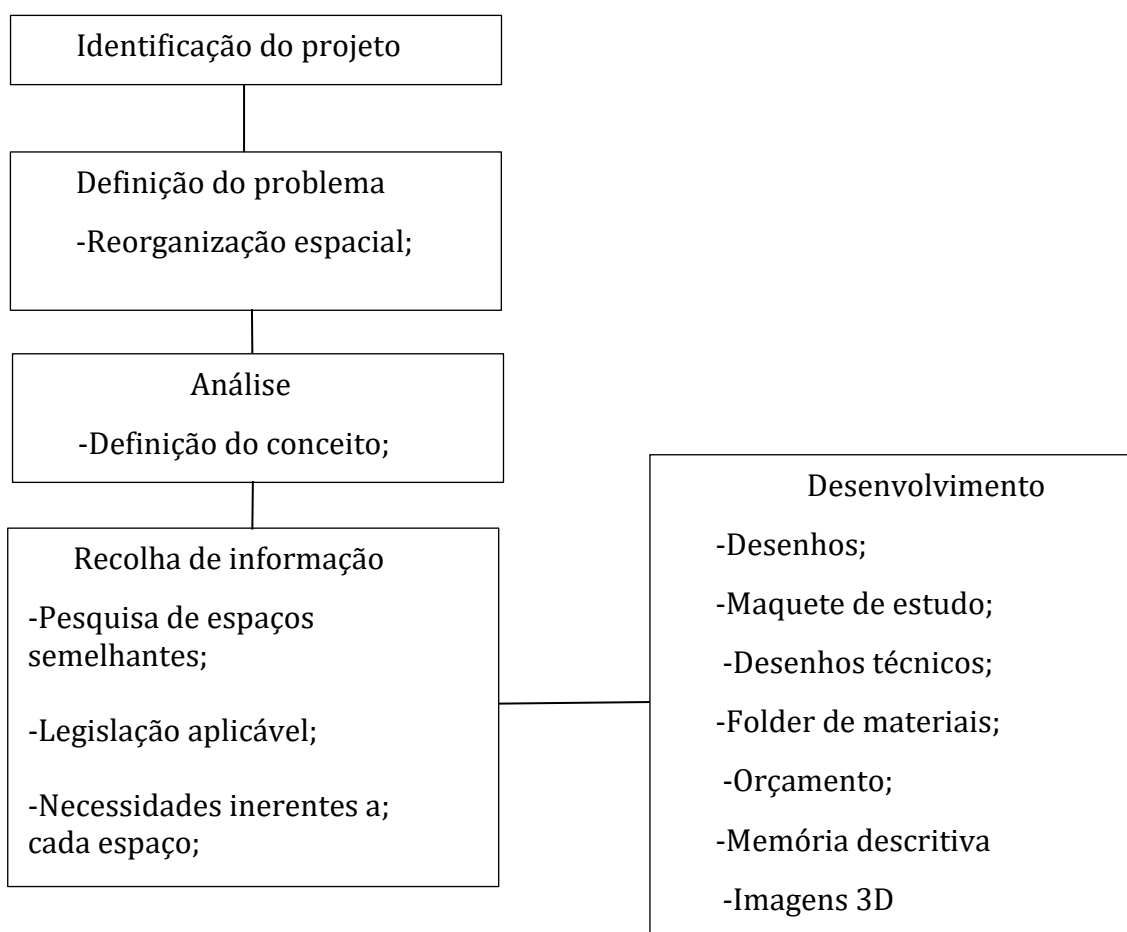 Identificação do projeto
Definição do problema
-Reorganização espacial;
Análise
-Definição do conceito;
Recolha de informação
-Pesquisa de espaços
semelhantes;
-Legislação aplicável;
-Necessidades inerentes a;
cada espaço;
Desenvolvimento
-Desenhos;
-Maquete de estudo;
-Desenhos técnicos;
-Folder de materiais;
-Orçamento;
-Memória descritiva
-Imagens 3D